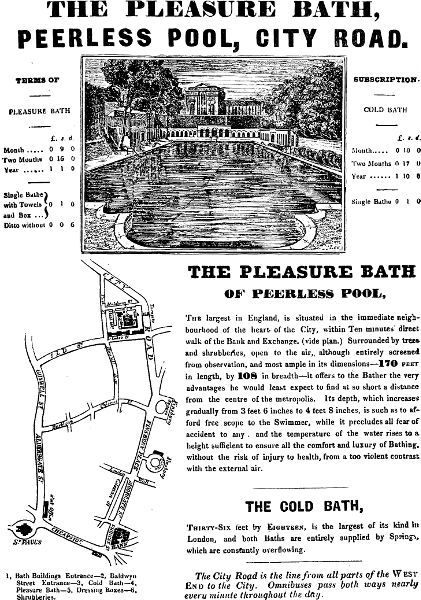 THE PLEASURE BATH,
PEERLESS POOL, CITY ROAD.
TERMS OF
PLEASURE BATH
£. s. d.
Month ..... 0 9 0
Two Months 0 16 0
Year ...... 1 1 0
Single Baths
with Towels 0 1 0
and Box ...
Ditto without 0 0 6
SUBSCRIPTION.
COLD BATH
£. s. d.
Month..... 0 10 0
Two Months 0 17 0
Year ...... 1 10 0
Single Baths 0 1 0
THE PLEASURE BATH
OF PEERLESS POOL,
THE largest in England, is situated in the immediate neigh-
bourhood of the heart of the City, within Ten minutes' direct
walk of the Bank and Exchange. (vide plan.) Surrounded by trees
and shrubberies, open to the air, although entirely screened
from observation, and most ample in its dimensions—170 FEET
in length, by 108 in breadth—it offers to the Bather the very
advantages he would least expect to find at so short a distance
from the centre of the metropolis. Its depth, which increases
gradually from 3 feet 6 inches to 4 feet 8 inches, is such as to af-
ford free scope to the Swimmer, while it precludes all fear of
accident to any . and the temperature of the water rises to a
height sufficient to ensure all the comfort and luxury of Bathing,
without the risk of injury to health, from a too violent contrast
with the external air.
THE COLD BATH,
THIRTY-SIX feet by EIGHTEEN, is the largest of its kind in
London, and both Baths are entirely supplied by Springs,
which are constantly overflowing.
The City Road is the line from all parts of the WEST
END to the City. Omnibuses pass both ways nearly
every minute throughout the day.
OLD ST
GOSWELL ST
ALDERSGATE ST
CHEAPSIDE
ST PAULS
1, Bath Buildings Entrance—2, Baldwyn
Street Entrance—3, Cold Bath—4,
Pleasure Bath—5, Dressing Boxes—6,
Shrubberies.